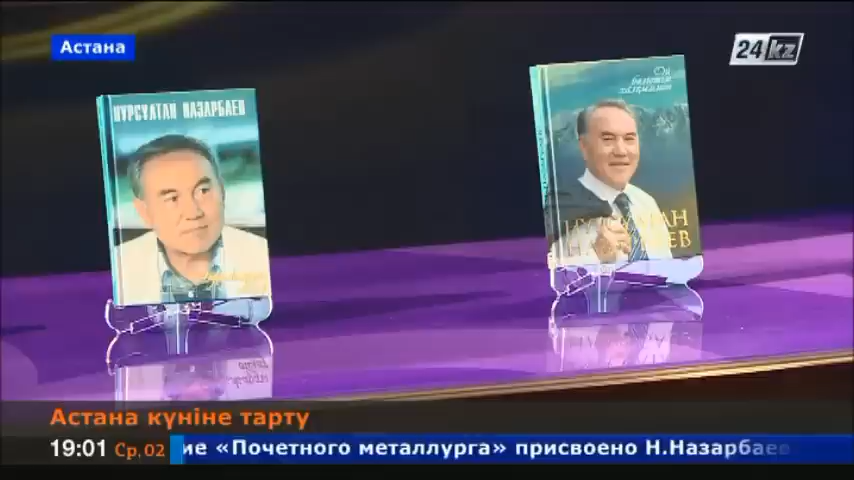 Астана
24kz
НУРСУЛТАН НАЗАРБАЕВ
Астана күніне тарту
19:01 Ср, 02 ие «Почетного металлурга» присвоено Н.Назарбаев